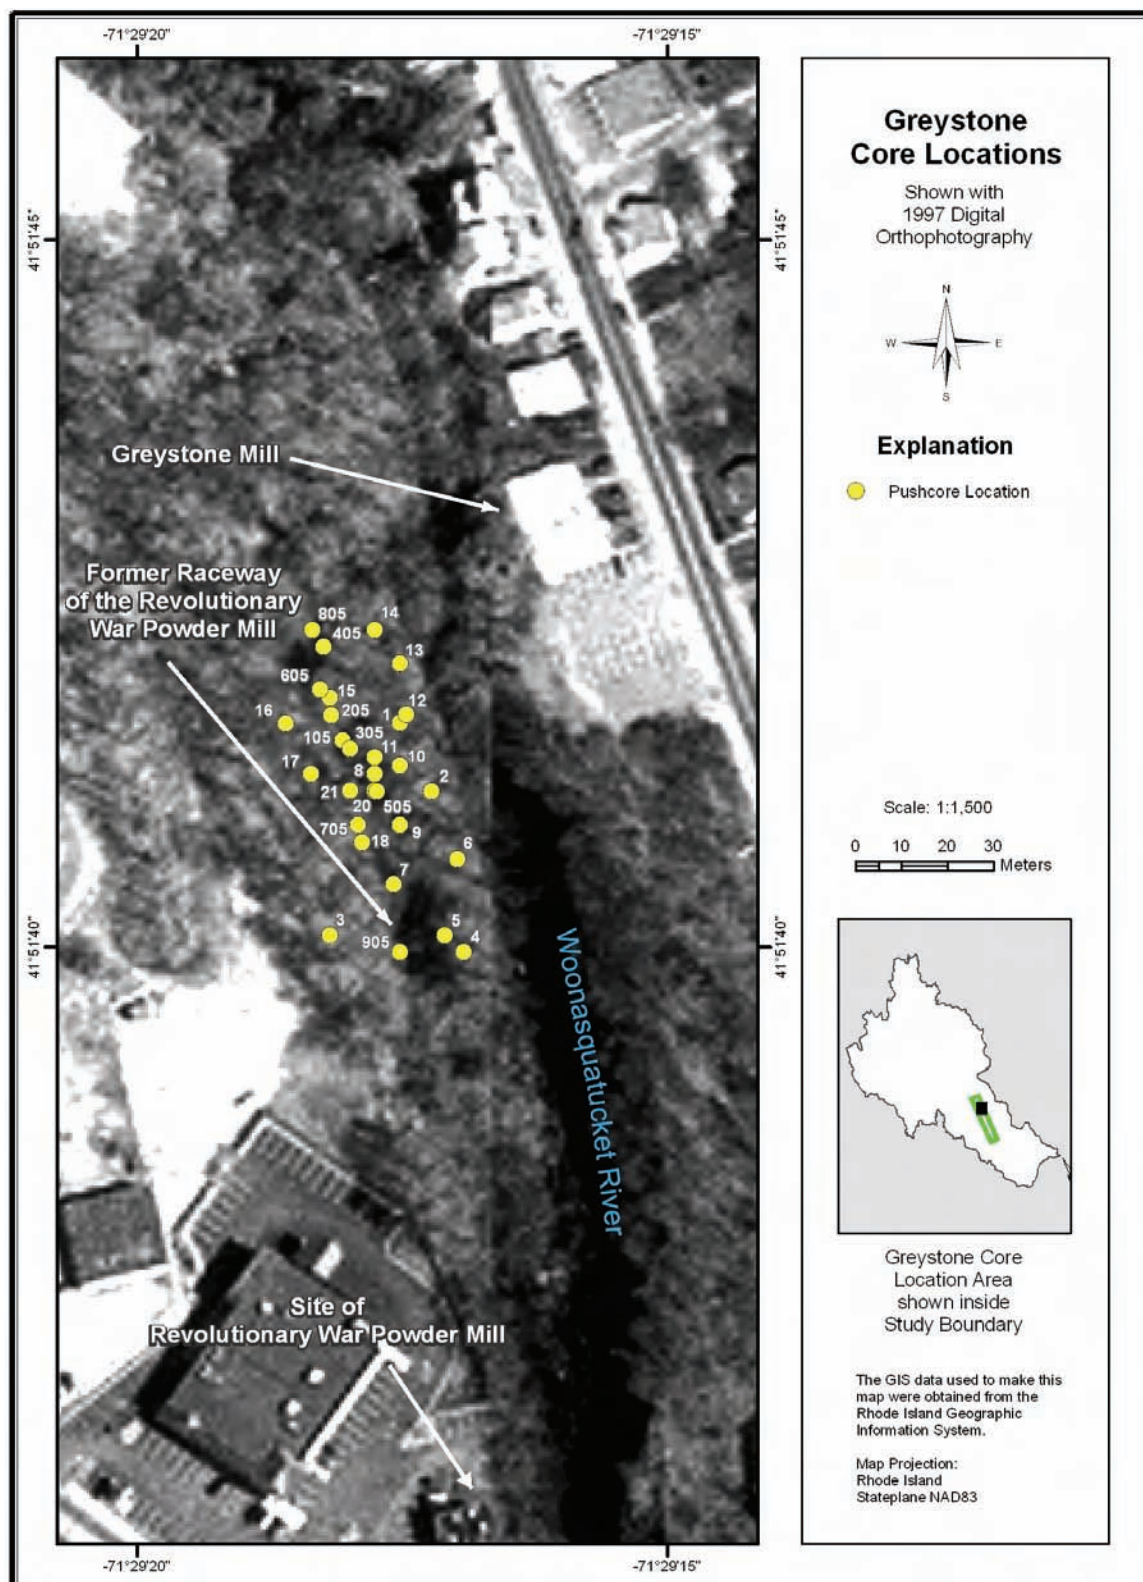 -71°29'20"
-71°29'15"
41°51'45"
41°51'45"
Greystone Mill
Former Raceway
of the Revolutionary
War Powder Mill
805
14
405
13
605
15
12
16
205
1
105
305
11
10
17
8
2
21
20
505
705
9
18
6
7
3
5
905
4
41°51'40"
41°51'40"
Woonasquatucket River
Site of
Revolutionary War Powder Mill
-71°29'20"
-71°29'15"
Greystone
Core Locations
Shown with
1997 Digital
Orthophotography
N
W
E
S
Explanation
Pushcore Location
Scale: 1:1,500
0 10 20 30
Meters
Greystone Core
Location Area
shown inside
Study Boundary
The GIS data used to make this
map were obtained from the
Rhode Island Geographic
Information System.
Map Projection:
Rhode Island
Stateplane NAD83